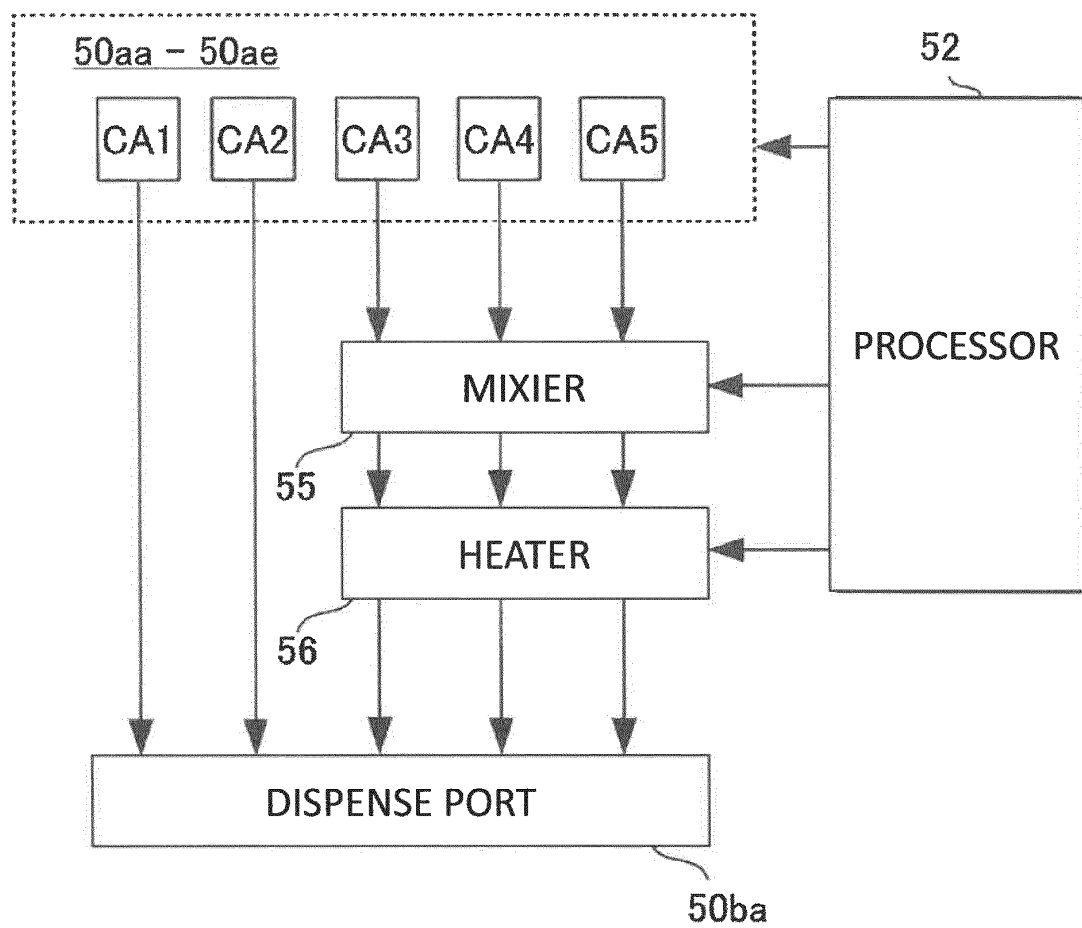 50aa - 50ae
52
CA1 CA2 CA3 CA4 CA5
PROCESSOR
MIXIER
55
HEATER
56
DISPENSE PORT
50ba